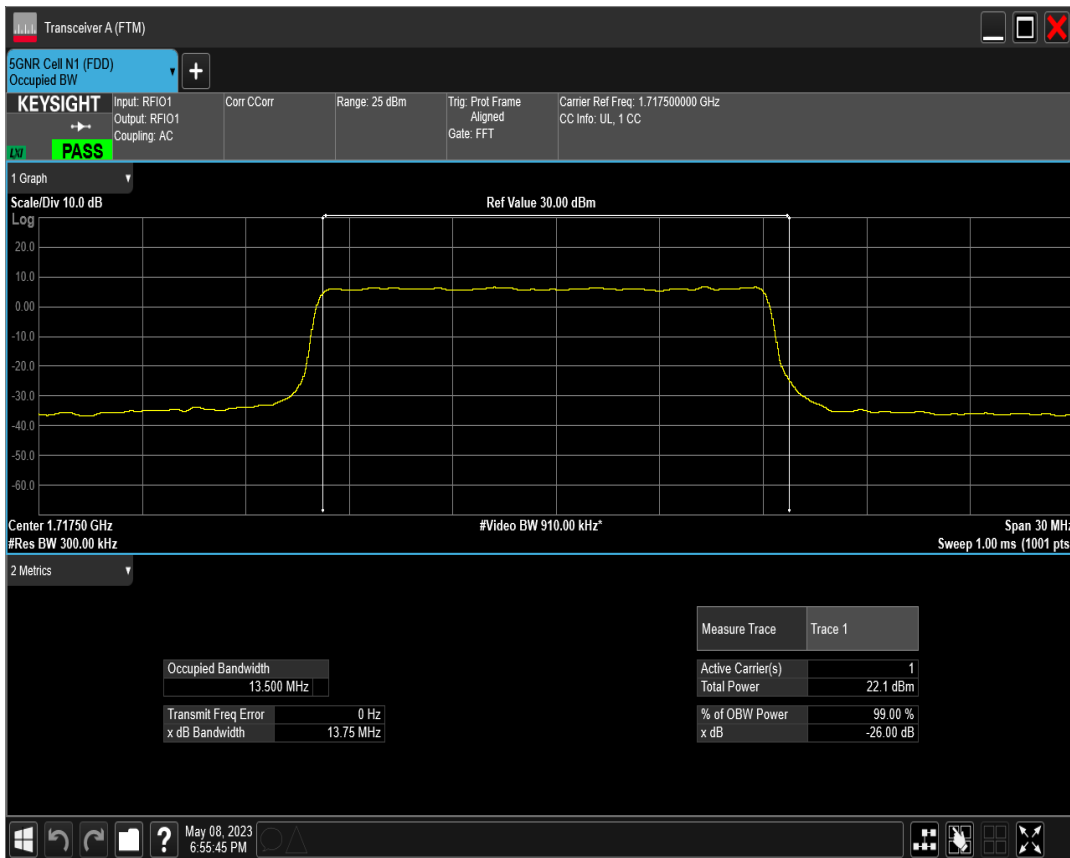 Transceiver A (FTM)
5GNR Cell N1 (FDD)
Occupied BW
+
KEYSIGHT
LXI
PASS
Input: RFIO1
Output: RFIO1
Coupling: AC
Corr CCorr
Range: 25 dBm
Trig: Prot Frame
Aligned
Gate: FFT
Carrier Ref Freq: 1.717500000 GHz
CC Info: UL, 1 CC
1 Graph
Scale/Div 10.0 dB
Ref Value 30.00 dBm
Log
20.0
10.0
0.00
-10.0
-20.0
-30.0
-40.0
-50.0
-60.0
Center 1.71750 GHz
#Video BW 910.00 kHz*
Span 30 MHz
#Res BW 300.00 kHz
Sweep 1.00 ms (1001 pts
2 Metrics
Measure Trace Trace 1
Occupied Bandwidth
13.500 MHz
Active Carrier(s) 1
Total Power 22.1 dBm
Transmit Freq Error 0 Hz
x dB Bandwidth 13.75 MHz
% of OBW Power 99.00 %
x dB -26.00 dB
?
May 08, 2023
6:55:45 PM